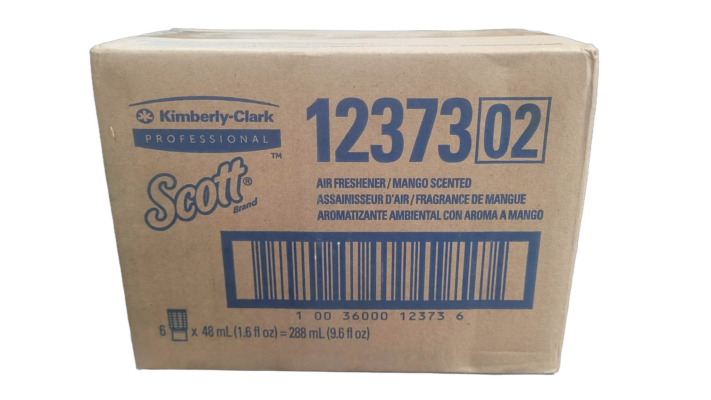 Kimberly-Clark
PROFESSIONAL
™
Scott®
Brand
12373 02
AIR FRESHENER / MANGO SCENTED
ASSAINISSEUR D'AIR / FRAGRANCE DE MANGUE
AROMATIZANTE AMBIENTAL CON AROMA A MANGO
1 00 36000 12373 6
6 x 48 mL (1.6 fl oz) = 288 mL (9.6 fl oz)